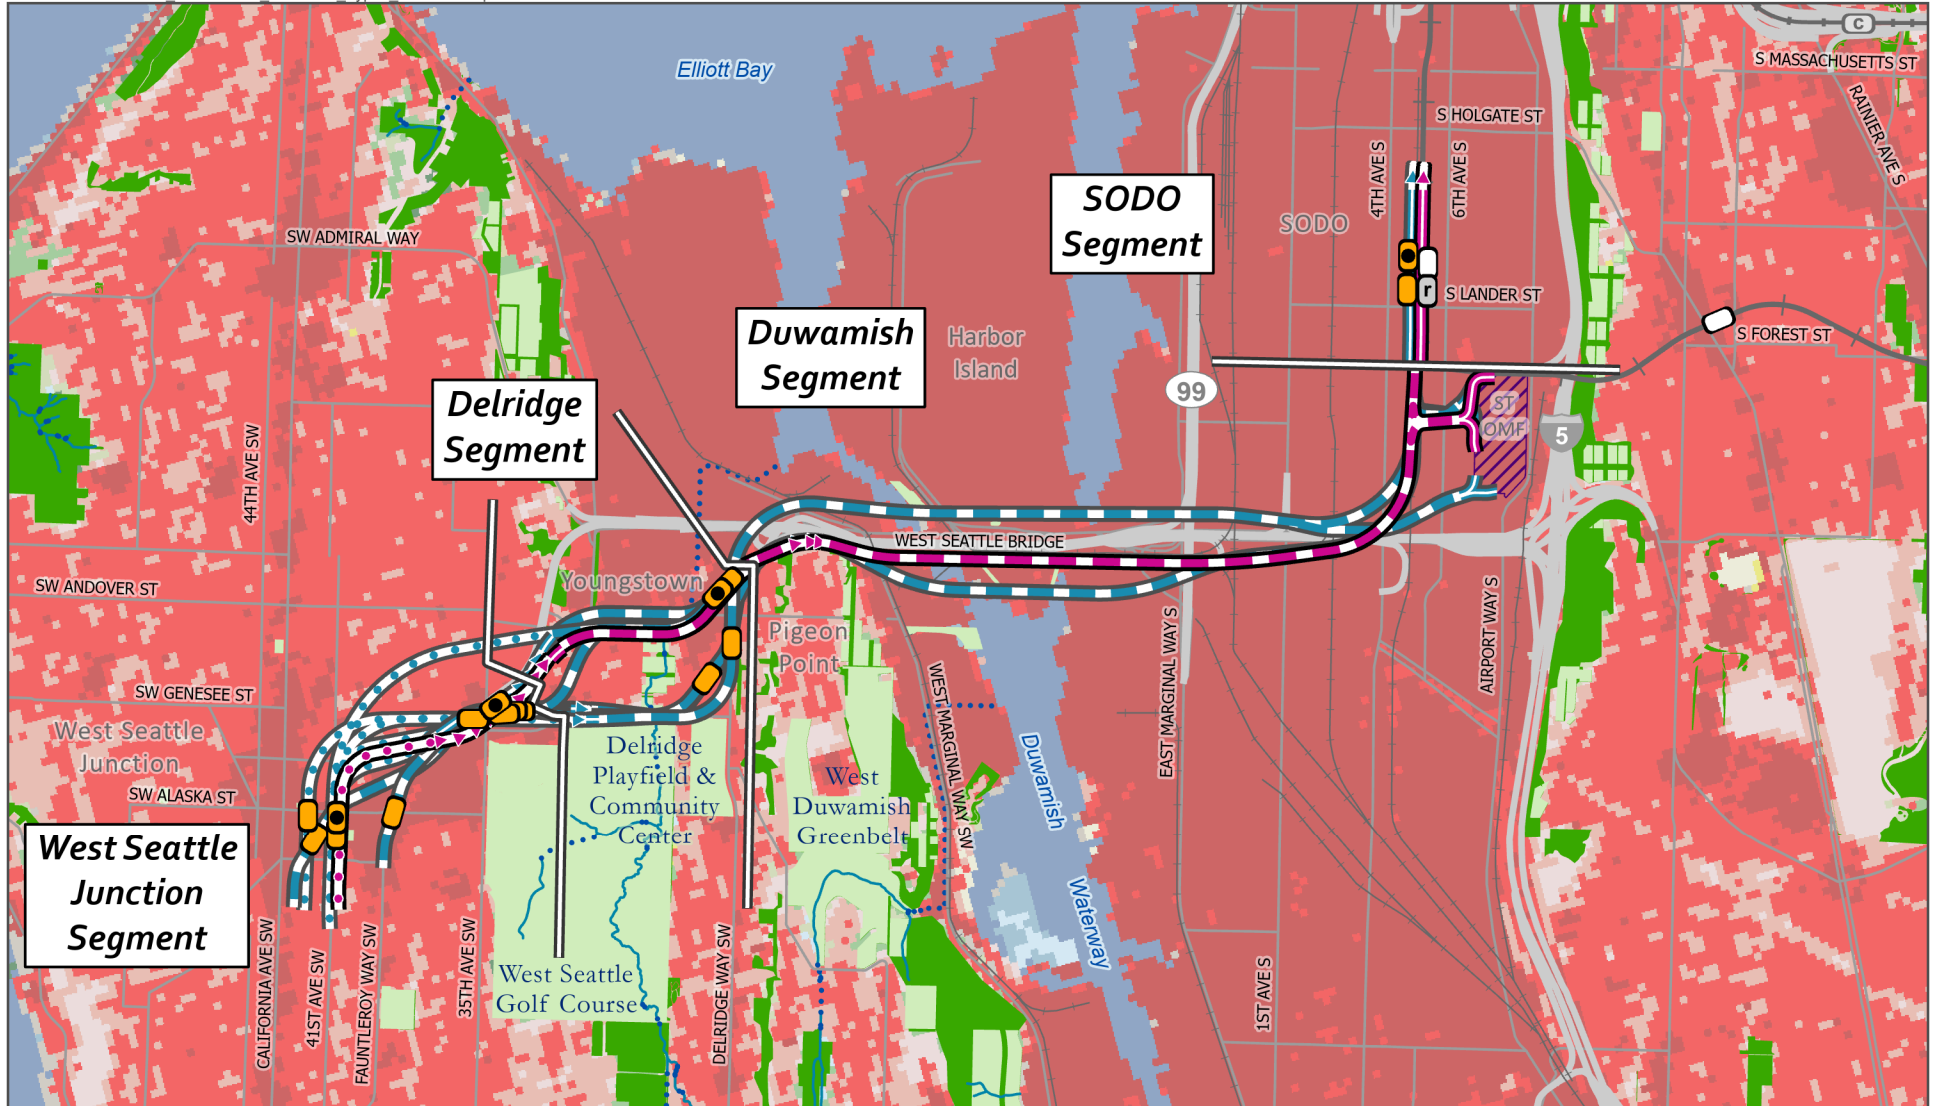 C
S MASSACHUSETTS ST
Elliott Bay
RAINIER AVE S
S HOLGATE ST
4TH AVE S
6TH AVE S
SODO
Segment
SODO
SW ADMIRAL WAY
r
S LANDER ST
S FOREST ST
Duwamish
Segment
Harbor
Island
99
Delridge
Segment
ST
OMF
5
44TH AVE SW
WEST SEATTLE BRIDGE
SW ANDOVER ST
Youngstown
AIRPORT WAY S
EAST MARGINAL WAY S
Pigeon
Point
SW GENESEE ST
West Seattle
Junction
WEST MARGINAL WAY SW
Delridge
Playfield &
Community
Center
West
Duwamish
Greenbelt
Duwamish
Waterway
SW ALASKA ST
West Seattle
Junction
Segment
CALIFORNIA AVE SW
41ST AVE SW
FAUNTLEROY WAY SW
35TH AVE SW
West Seattle
Golf Course
DELRIDGE WAY SW
1ST AVE S